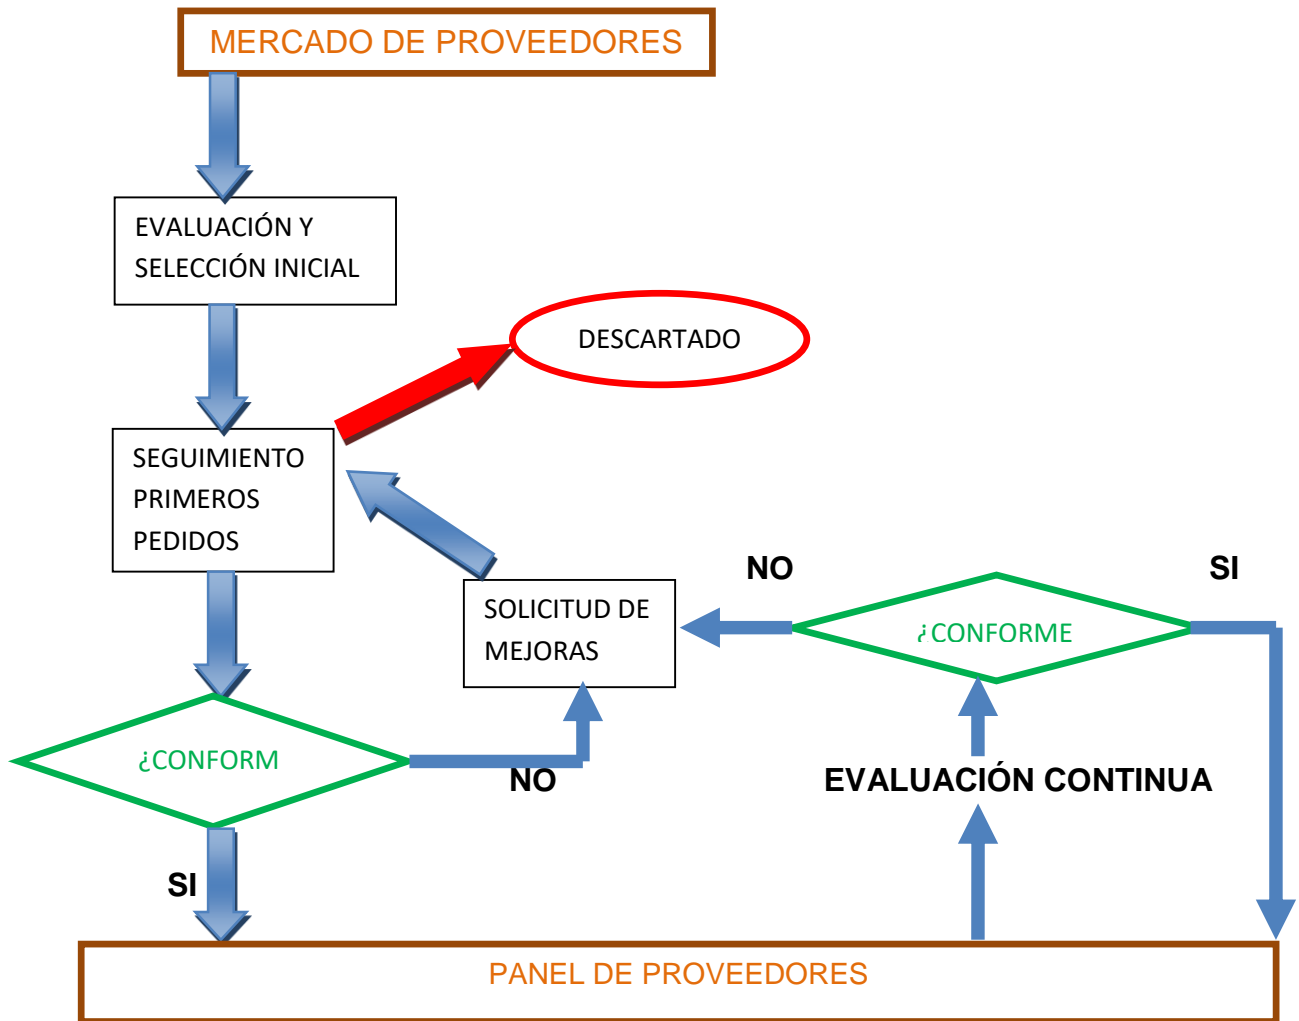 MERCADO DE PROVEEDORES
EVALUACIÓN Y
SELECCIÓN INICIAL
DESCARTADO
SEGUIMIENTO
PRIMEROS
PEDIDOS
NO
SI
SOLICITUD DE
MEJORAS
¿CONFORME
¿CONFORM
NO
EVALUACIÓN CONTINUA
SI
PANEL DE PROVEEDORES